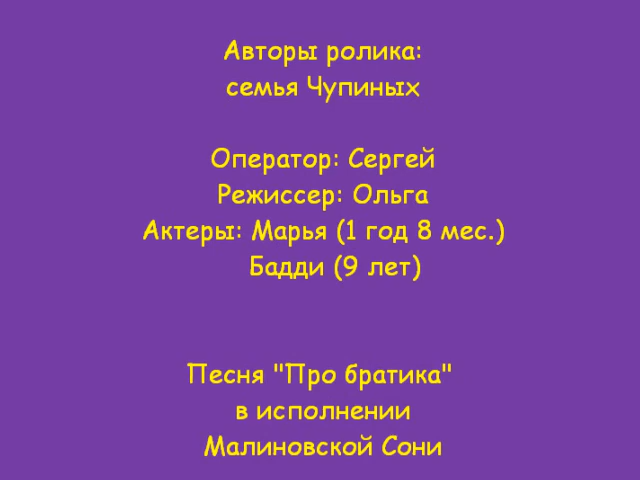 Авторы ролика:
семья Чупиных
Оператор: Сергей
Режиссер: Ольга
Актеры: Марья (1 год 8 мес.)
Бадди (9 лет)
Песня "Про братика"
в исполнении
Малиновской Сони